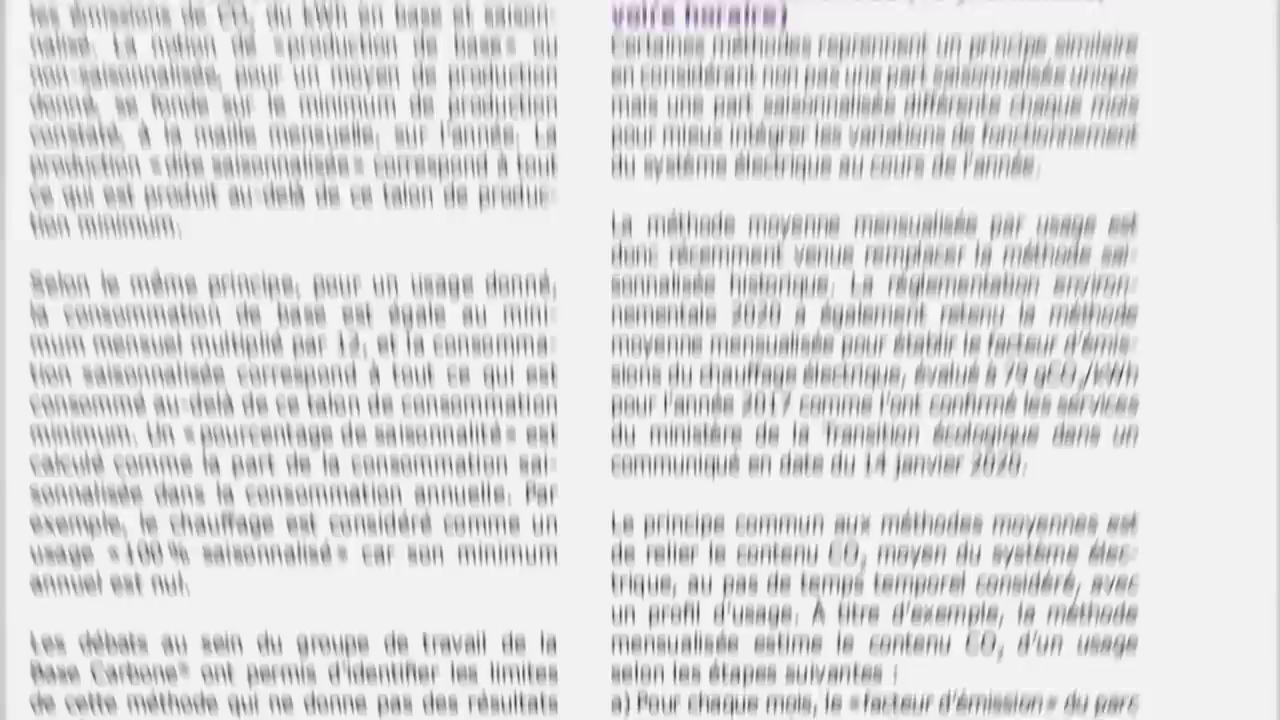 les émissions de CO₂ du kWh en base et saison-
nalisé. La notion de « production de base » ou
non-saisonnalisée, pour un moyen de production
donné, se fonde sur le minimum de production
constaté, à la maille mensuelle, sur l'année. La
production « dite saisonnalisée » correspond à tout
ce qui est produit au-delà de ce talon de produc-
tion minimum.
Selon le même principe, pour un usage donné,
la consommation de base est égale au mini-
mum mensuel multiplié par 12, et la consomma-
tion saisonnalisée correspond à tout ce qui est
consommé au-delà de ce talon de consommation
minimum. Un « pourcentage de saisonnalité » est
calculé comme la part de la consommation sai-
sonnalisée dans la consommation annuelle. Par
exemple, le chauffage est considéré comme un
usage « 100 % saisonnalisé » car son minimum
annuel est nul.
Les débats au sein du groupe de travail de la
Base Carbone® ont permis d'identifier les limites
de cette méthode qui ne donne pas des résultats
voire horaire)
Certaines méthodes reprennent un principe similaire
en considérant non pas une part saisonnalisée unique
mais une part saisonnalisée différente chaque mois
pour mieux intégrer les variations de fonctionnement
du système électrique au cours de l'année.
La méthode moyenne mensualisée par usage est
donc récemment venue remplacer la méthode sai-
sonnalisée historique. La réglementation environ-
nementale 2020 a également retenu la méthode
moyenne mensualisée pour établir le facteur d'émis-
sions du chauffage électrique, évalué à 79 gCO₂/kWh
pour l'année 2017 comme l'ont confirmé les services
du ministère de la Transition écologique dans un
communiqué en date du 14 janvier 2020.
Le principe commun aux méthodes moyennes est
de relier le contenu CO₂ moyen du système élec-
trique, au pas de temps temporel considéré, avec
un profil d'usage. À titre d'exemple, la méthode
mensualisée estime le contenu CO₂ d'un usage
selon les étapes suivantes :
a) Pour chaque mois, le « facteur d'émission » du parc